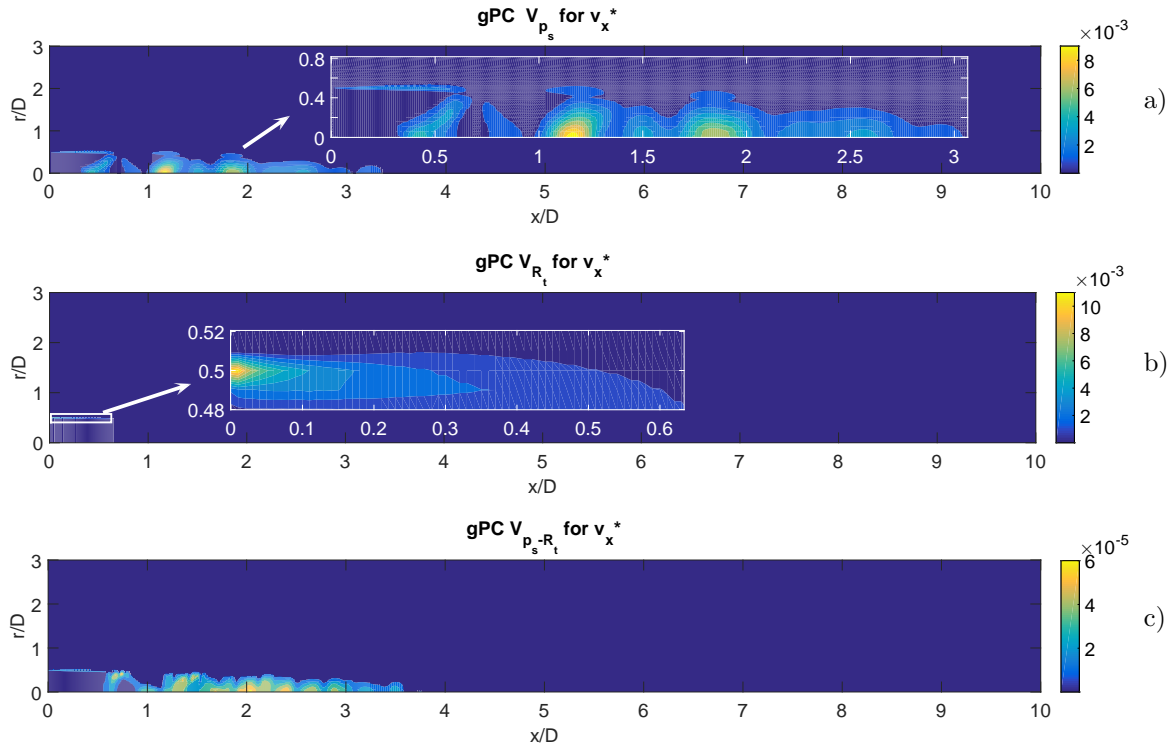 gPC V_{p_s} for v_x*
×10^{-3}
3
2
1
0
r/D
0.8
0.4
0
0 0.5 1 1.5 2 2.5 3
8
6
4
2
a)
0 1 2 3 4 5 6 7 8 9 10
x/D
gPC V_{R_t} for v_x*
×10^{-3}
3
2
1
0
r/D
0.52
0.5
0.48
0 0.1 0.2 0.3 0.4 0.5 0.6
10
8
6
4
2
b)
0 1 2 3 4 5 6 7 8 9 10
x/D
gPC V_{p_s-R_t} for v_x*
×10^{-5}
3
2
1
0
r/D
6
4
2
c)
0 1 2 3 4 5 6 7 8 9 10
x/D